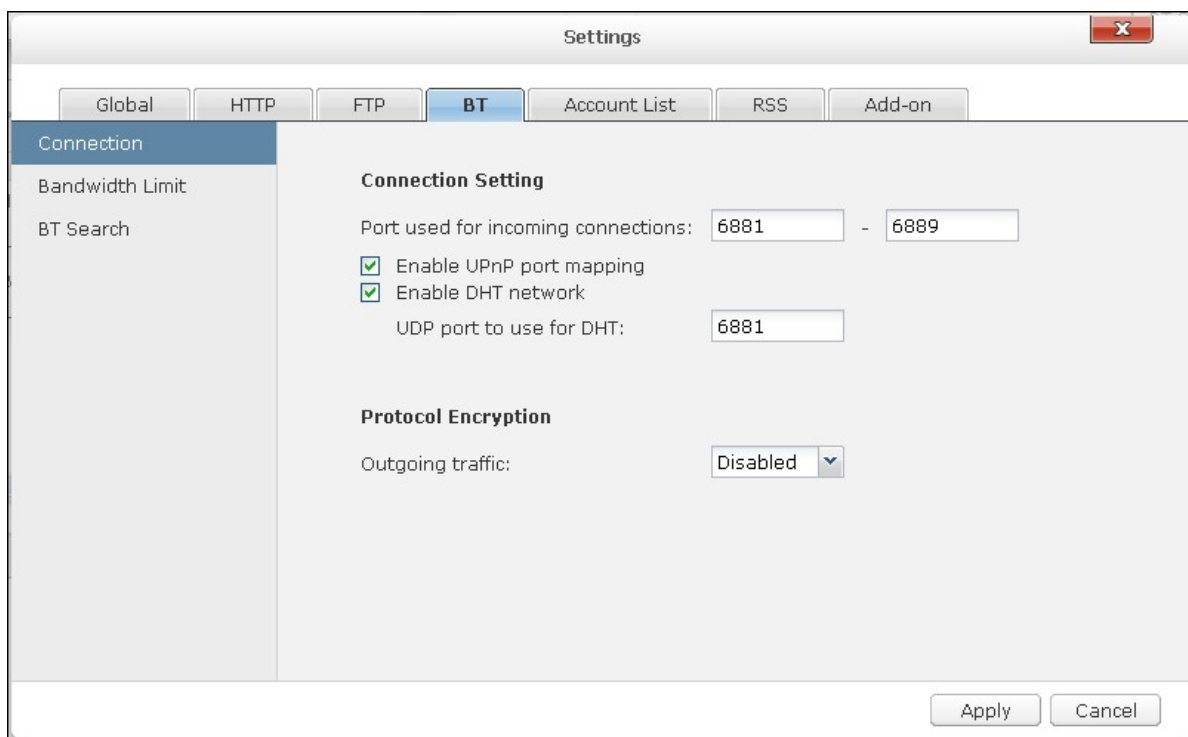 Settings
Global HTTP FTP BT Account List RSS Add-on
Connection
Bandwidth Limit
BT Search
Connection Setting
Port used for incoming connections: 6881 - 6889
Enable UPnP port mapping
Enable DHT network
UDP port to use for DHT: 6881
Protocol Encryption
Outgoing traffic: Disabled
Apply Cancel